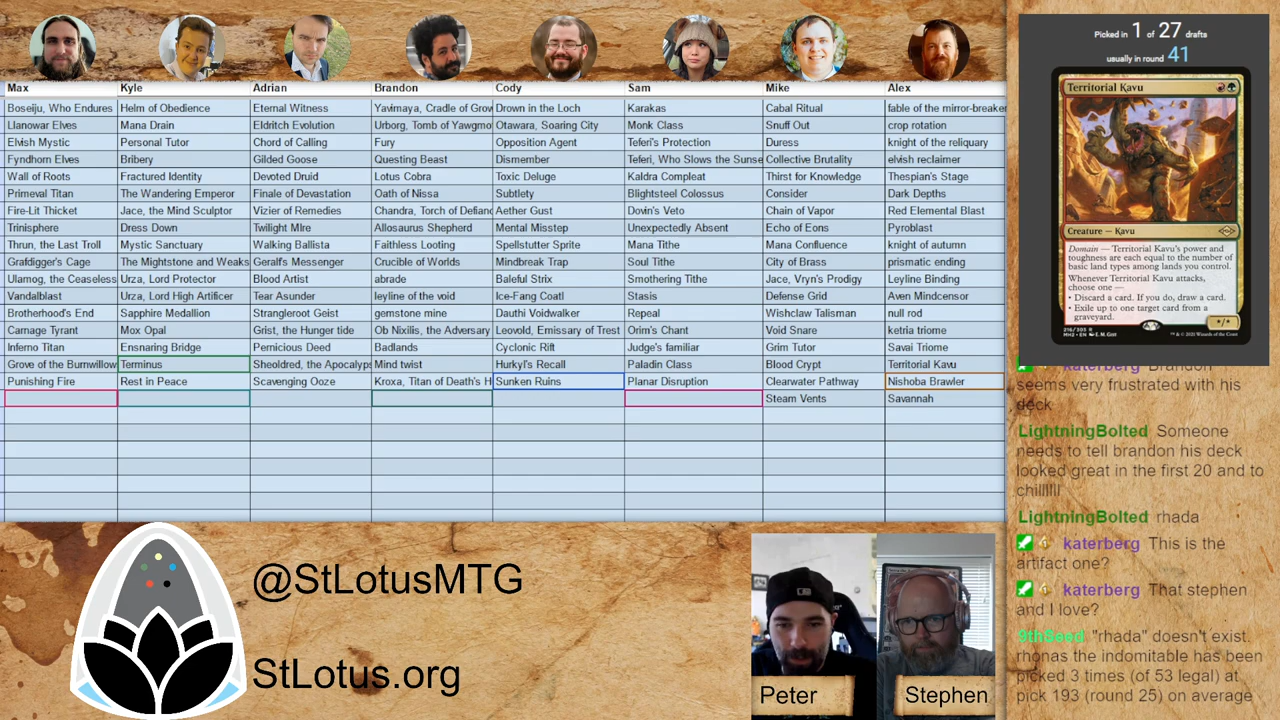 Max Kyle Adrian Brandon Cody Sam Mike Alex
Boseiju, Who Endures Helm of Obedience Eternal Witness Yavimaya, Cradle of Grow Drown in the Loch Karakas Cabal Ritual fable of the mirror-breaker
Llanowar Elves Mana Drain Eldritch Evolution Urborg, Tomb of Yawgmo Otawara, Soaring City Monk Class Snuff Out crop rotation
Elvish Mystic Personal Tutor Chord of Calling Fury Opposition Agent Teferi's Protection Duress knight of the reliquary
Fyndhorn Elves Bribery Gilded Goose Questing Beast Dismember Teferi, Who Slows the Sunse Collective Brutality elvish reclaimer
Wall of Roots Fractured Identity Devoted Druid Lotus Cobra Toxic Deluge Kaldra Compleat Thirst for Knowledge Thespian's Stage
Primeval Titan The Wandering Emperor Finale of Devastation Oath of Nissa Subtlety Blightsteel Colossus Consider Dark Depths
Fire-Lit Thicket Jace, the Mind Sculptor Vizier of Remedies Chandra, Torch of Defianc Aether Gust Dovin's Veto Chain of Vapor Red Elemental Blast
Trinisphere Dress Down Twilight MIre Allosaurus Shepherd Mental Misstep Unexpectedly Absent Echo of Eons Pyroblast
Thrun, the Last Troll Mystic Sanctuary Walking Ballista Faithless Looting Spellstutter Sprite Mana Tithe Mana Confluence knight of autumn
Grafdigger's Cage The Mightstone and Weaks Geralf's Messenger Crucible of Worlds Mindbreak Trap Soul Tithe City of Brass prismatic ending
Ulamog, the Ceaseless Urza, Lord Protector Blood Artist abrade Baleful Strix Smothering Tithe Jace, Vryn's Prodigy Leyline Binding
Vandalblast Urza, Lord High Artificer Tear Asunder leyline of the void Ice-Fang Coatl Stasis Defense Grid Aven Mindcensor
Brotherhood's End Sapphire Medallion Strangleroot Geist gemstone mine Dauthi Voidwalker Repeal Wishclaw Talisman null rod
Carnage Tyrant Mox Opal Grist, the Hunger tide Ob Nixilis, the Adversary Leovold, Emissary of Trest Orim's Chant Void Snare ketria triome
Inferno Titan Ensnaring Bridge Pernicious Deed Badlands Cyclonic Rift Judge's familiar Grim Tutor Savai Triome
Grove of the Burnwillow Terminus Sheoldred, the Apocalyps Mind twist Hurkyl's Recall Paladin Class Blood Crypt Territorial Kavu
Punishing Fire Rest in Peace Scavenging Ooze Kroxa, Titan of Death's H Sunken Ruins Planar Disruption Clearwater Pathway Nishoba Brawler
Steam Vents Savannah
Picked in 1 of 27 drafts
usually in round 41
Territorial Kavu
Creature — Kavu
Domain — Territorial Kavu's power and
toughness are each equal to the number of
basic land types among lands you control.
Whenever Territorial Kavu attacks,
choose one —
• Discard a card. If you do, draw a card.
• Exile up to one target card from a
graveyard.
*/*
katerberg Brandon
seems very frustrated with his
deck
LightningBolted Someone
needs to tell brandon his deck
looked great in the first 20 and to
chillllll
LightningBolted rhada
katerberg This is the
artifact one?
katerberg That stephen
and I love?
9thSeed "rhada" doesn't exist.
rhonas the indomitable has been
picked 3 times (of 53 legal) at
pick 193 (round 25) on average
@StLotusMTG
StLotus.org
Peter Stephen